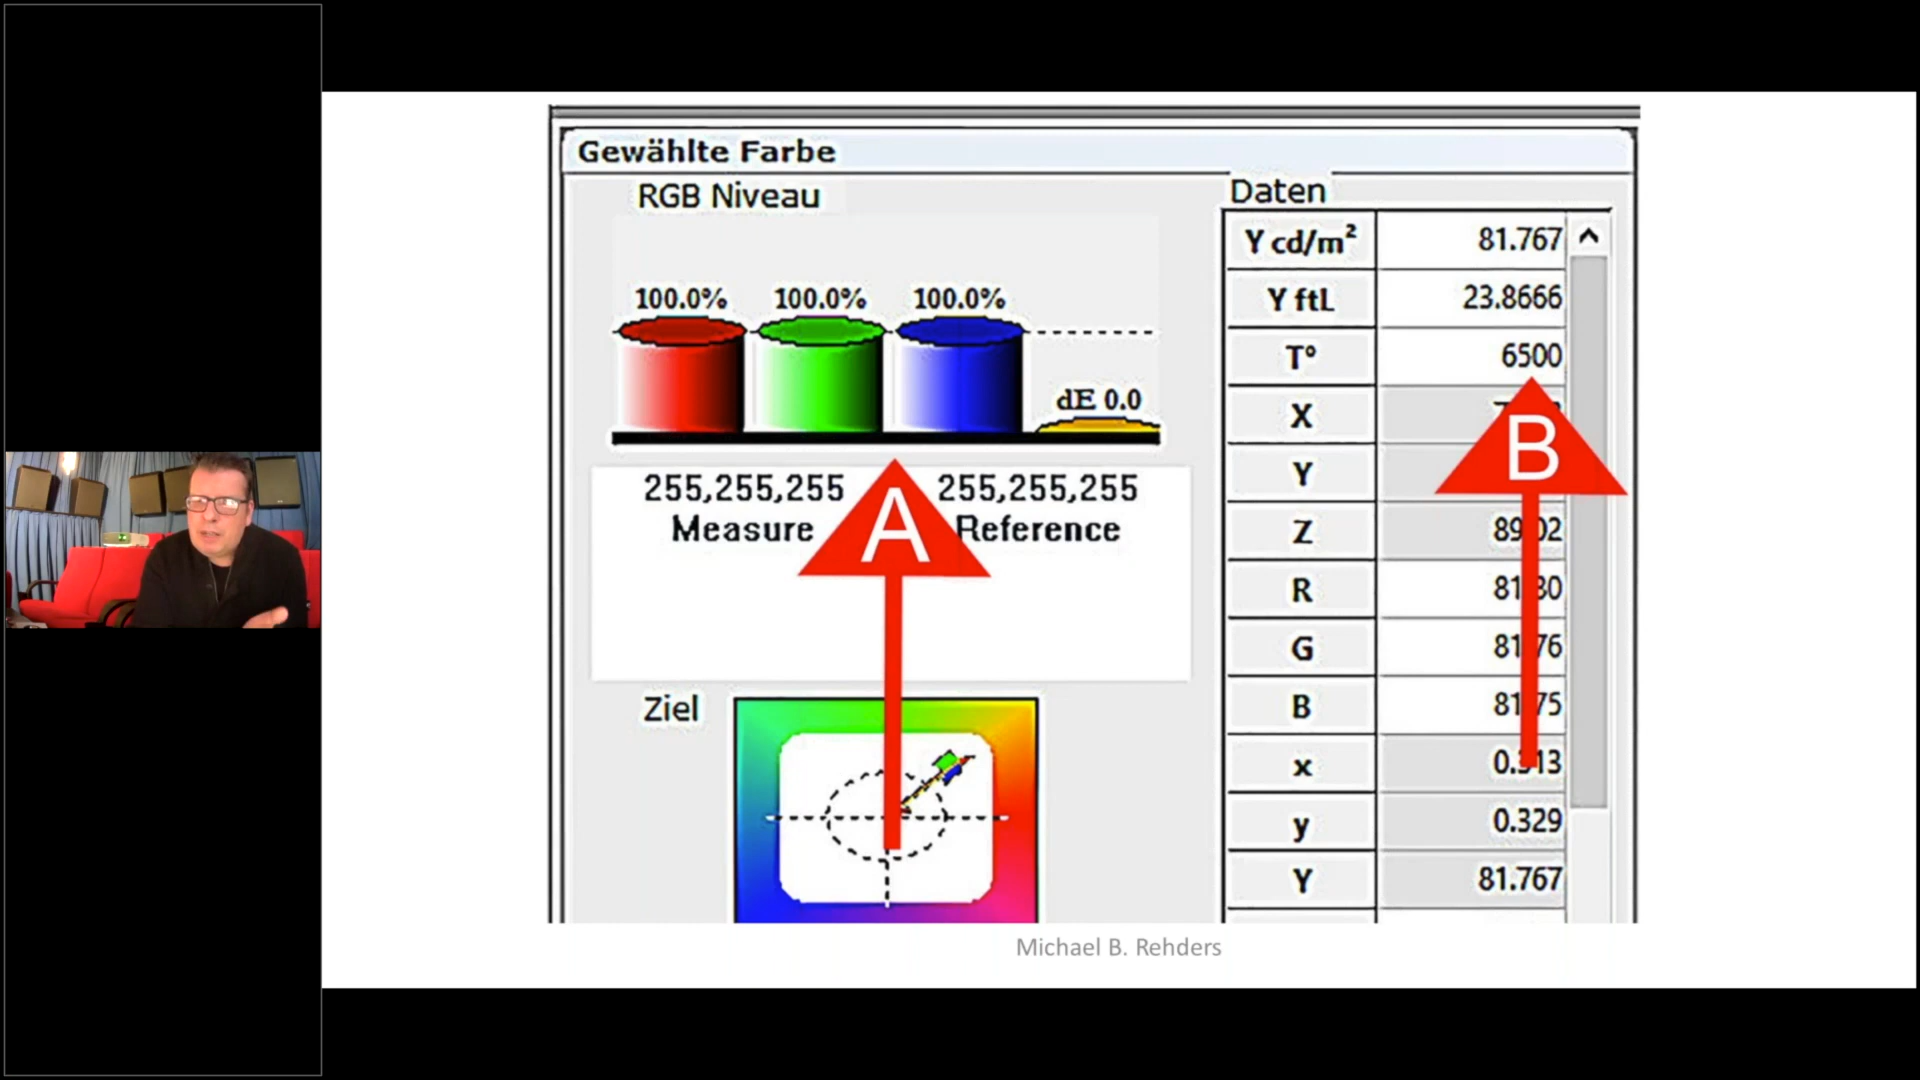 Gewählte Farbe
RGB Niveau
100.0% 100.0% 100.0%
dE 0.0
255,255,255 255,255,255
Measure Reference
A
Ziel
Daten
Y cd/m² 81.767
Y ftL 23.8666
T° 6500
X
B
Y
Z
R
G
B
x
y 0.329
Y 81.767
Michael B. Rehders